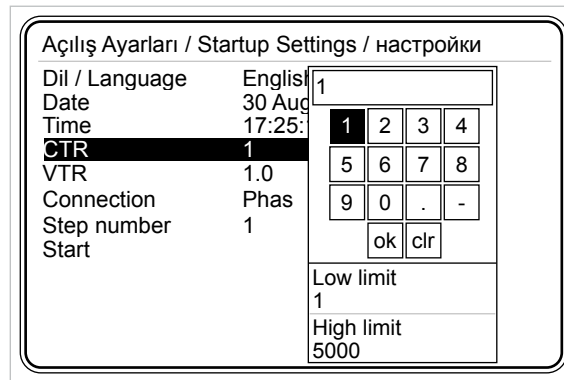 Açılış Ayarları / Startup Settings / настройки
Dil / Language English
Date 30 Aug
Time 17:25:
CTR 1
VTR 1.0
Connection Phas
Step number 1
Start
1
1 2 3 4
5 6 7 8
9 0 . -
ok clr
Low limit
1
High limit
5000